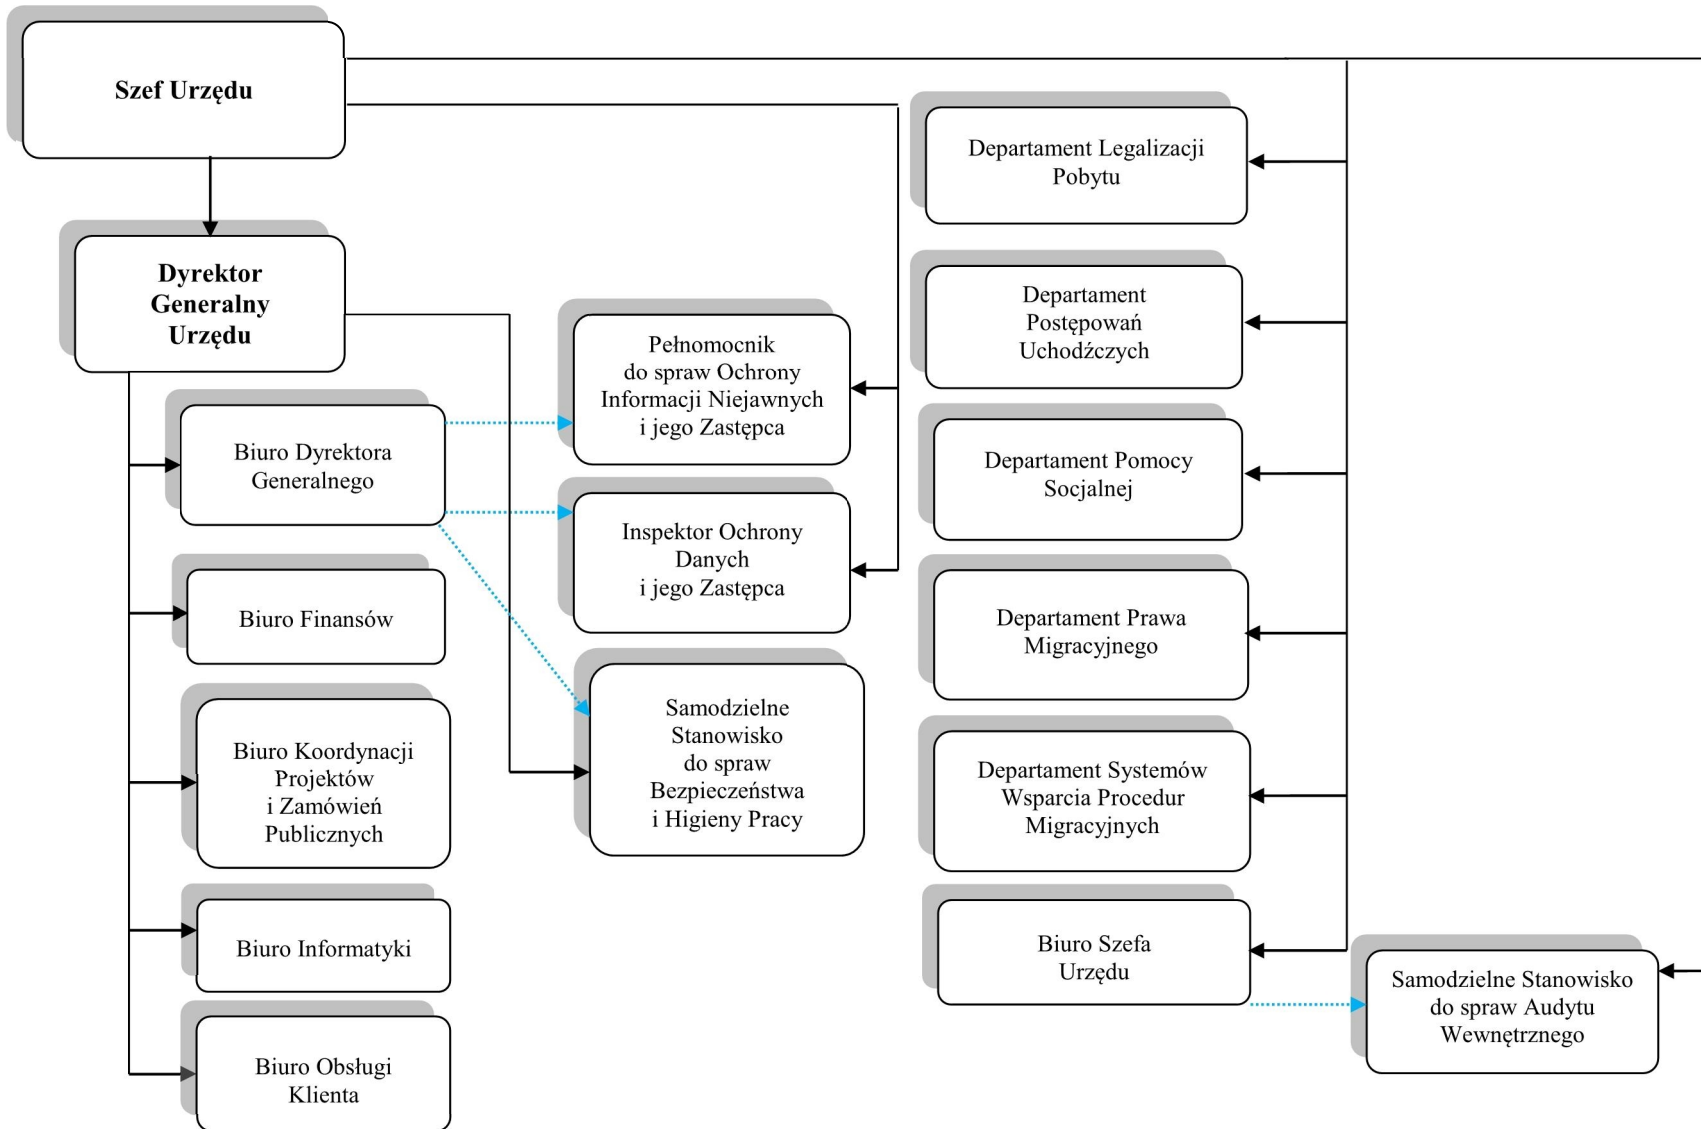 Szef Urzędu
Dyrektor
Generalny
Urzędu
Biuro Dyrektora
Generalnego
Biuro Finansów
Biuro Koordynacji
Projektów
i Zamówień
Publicznych
Biuro Informatyki
Biuro Obsługi
Klienta
Pełnomocnik
do spraw Ochrony
Informacji Niejawnych
i jego Zastępca
Inspektor Ochrony
Danych
i jego Zastępca
Samodzielne
Stanowisko
do spraw
Bezpieczeństwa
i Higieny Pracy
Departament Legalizacji
Pobytu
Departament
Postępowań
Uchodźczych
Departament Pomocy
Socjalnej
Departament Prawa
Migracyjnego
Departament Systemów
Wsparcia Procedur
Migracyjnych
Biuro Szefa
Urzędu
Samodzielne Stanowisko
do spraw Audytu
Wewnętrznego